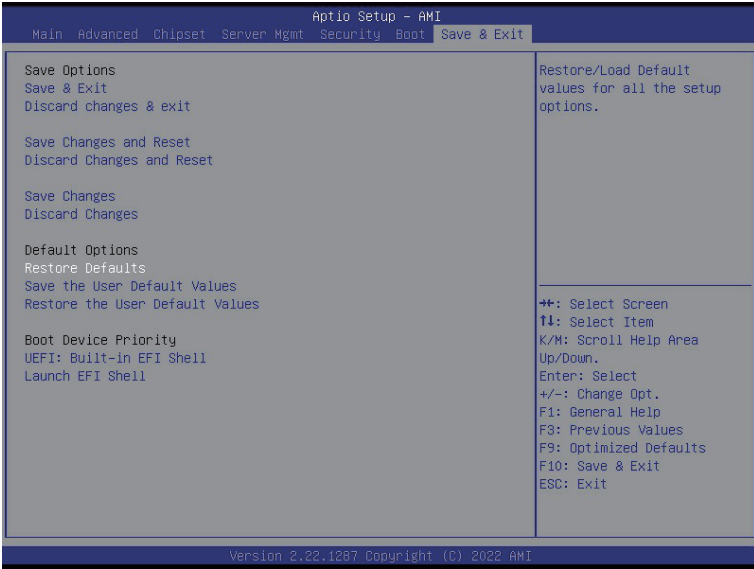 Aptio Setup - AMI
Main Advanced Chipset Server Mgmt Security Boot Save & Exit
Save Options
Save & Exit
Discard changes & exit
Save Changes and Reset
Discard Changes and Reset
Save Changes
Discard Changes
Default Options
Restore Defaults
Save the User Default Values
Restore the User Default Values
Boot Device Priority
UEFI: Built-in EFI Shell
Launch EFI Shell
Restore/Load Default
values for all the setup
options.
→←: Select Screen
↑↓: Select Item
K/M: Scroll Help Area
Up/Down.
Enter: Select
+/-: Change Opt.
F1: General Help
F3: Previous Values
F9: Optimized Defaults
F10: Save & Exit
ESC: Exit
Version 2.22.1287 Copyright (C) 2022 AMI